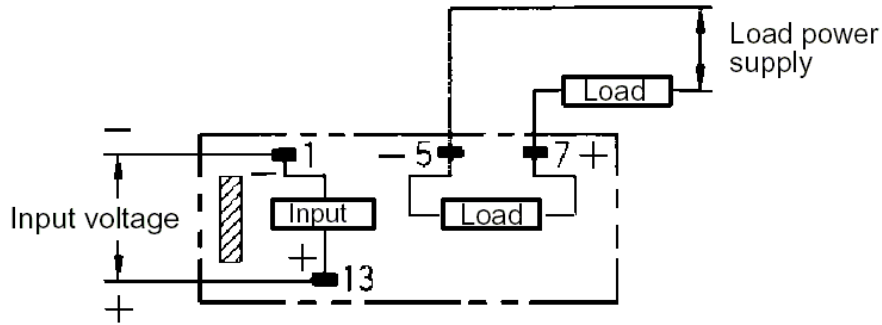 Load power
supply
Load
−
1
− 5
7 +
−
Input voltage
Input
Load
+
13
+